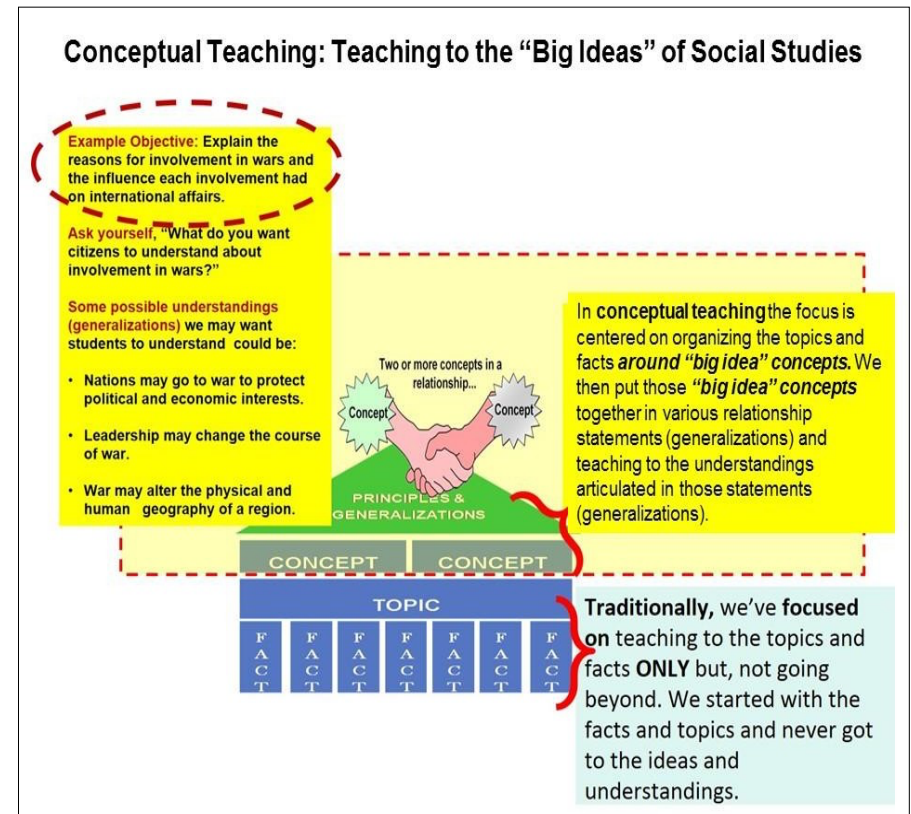 Conceptual Teaching: Teaching to the “Big Ideas” of Social Studies
Example Objective: Explain the
reasons for involvement in wars and
the influence each involvement had
on international affairs.
Ask yourself, “What do you want
citizens to understand about
involvement in wars?”
Some possible understandings
(generalizations) we may want
students to understand could be:
• Nations may go to war to protect
political and economic interests.
• Leadership may change the course
of war.
• War may alter the physical and
human geography of a region.
Two or more concepts in a
relationship...
Concept
Concept
PRINCIPLES &
GENERALIZATIONS
CONCEPT
CONCEPT
TOPIC
FACT
FACT
FACT
FACT
FACT
FACT
FACT
In conceptual teaching the focus is
centered on organizing the topics and
facts around “big idea” concepts. We
then put those “big idea” concepts
together in various relationship
statements (generalizations) and
teaching to the understandings
articulated in those statements
(generalizations).
Traditionally, we’ve focused
on teaching to the topics and
facts ONLY but, not going
beyond. We started with the
facts and topics and never got
to the ideas and
understandings.